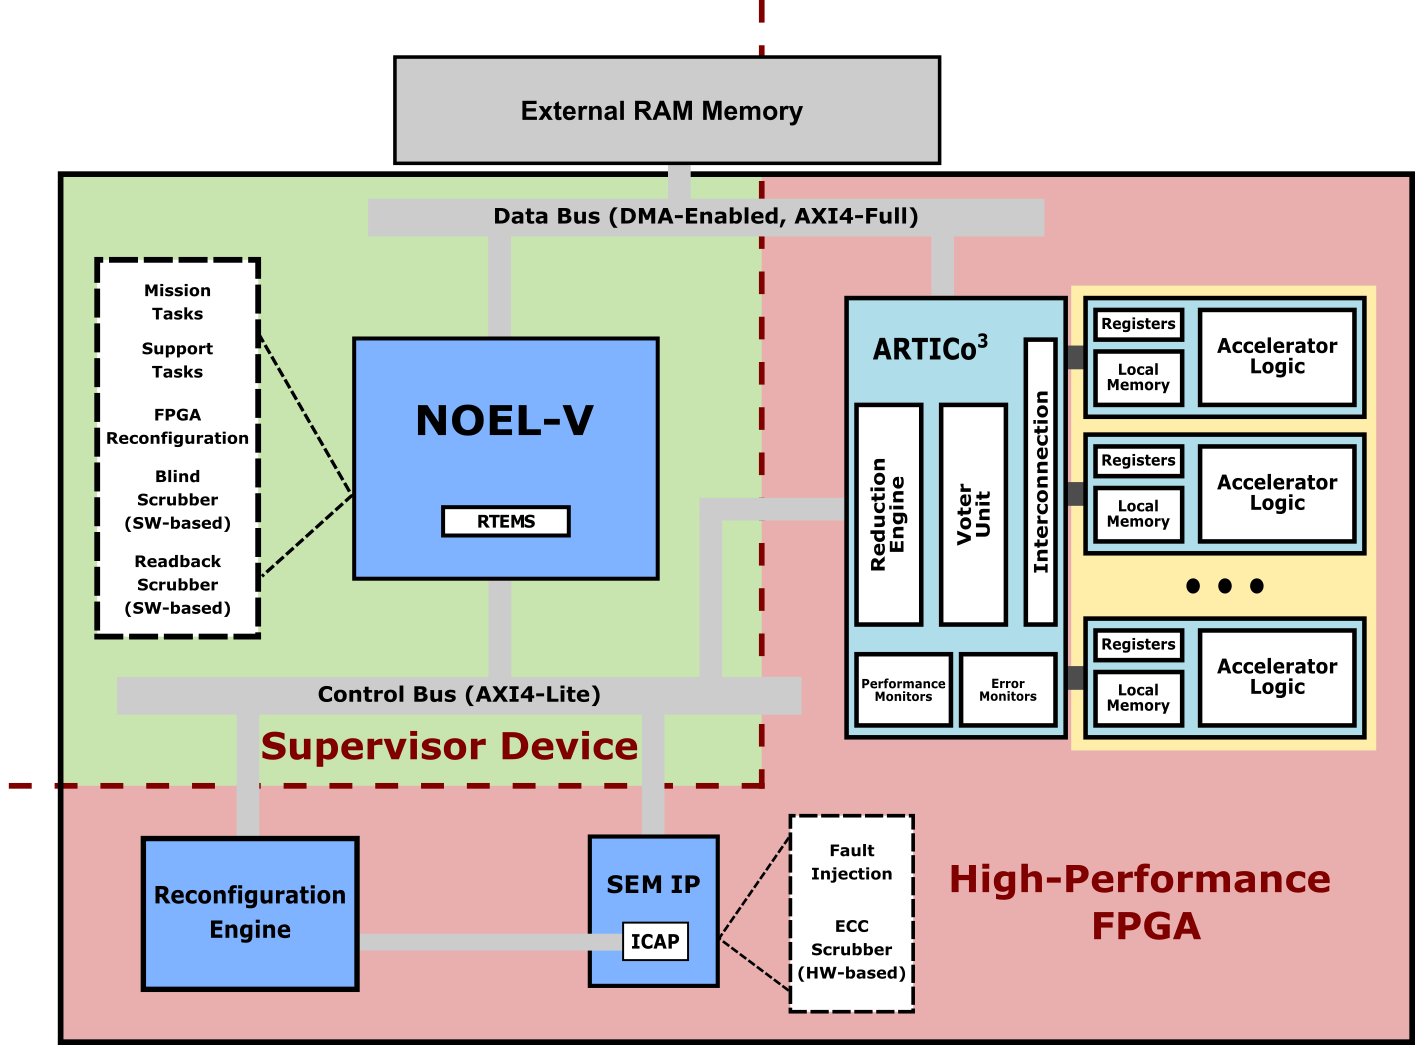 External RAM Memory
Data Bus (DMA-Enabled, AXI4-Full)
Mission
Tasks
Support
Tasks
FPGA
Reconfiguration
Blind
Scrubber
(SW-based)
Readback
Scrubber
(SW-based)
NOEL-V
RTEMS
Control Bus (AXI4-Lite)
Supervisor Device
ARTICo³
Reduction
Engine
Voter
Unit
Interconnection
Performance
Monitors
Error
Monitors
Registers
Local
Memory
Accelerator
Logic
Registers
Local
Memory
Accelerator
Logic
Registers
Local
Memory
Accelerator
Logic
Reconfiguration
Engine
SEM IP
ICAP
Fault
Injection
ECC
Scrubber
(HW-based)
High-Performance
FPGA